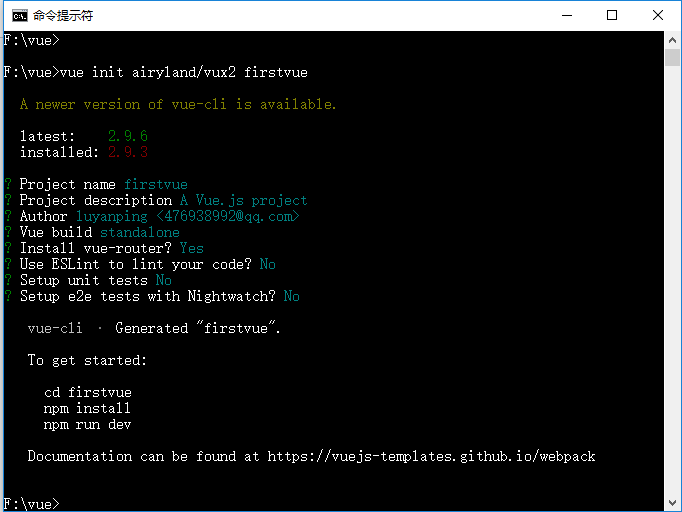 命令提示符
F:\vue>
F:\vue>vue init airyland/vux2 firstvue
A newer version of vue-cli is available.
latest: 2.9.6
installed: 2.9.3
? Project name firstvue
? Project description A Vue.js project
? Author luyanping <476938992@qq.com>
? Vue build standalone
? Install vue-router? Yes
? Use ESLint to lint your code? No
? Setup unit tests No
? Setup e2e tests with Nightwatch? No
vue-cli · Generated "firstvue".
To get started:
cd firstvue
npm install
npm run dev
Documentation can be found at https://vuejs-templates.github.io/webpack
F:\vue>